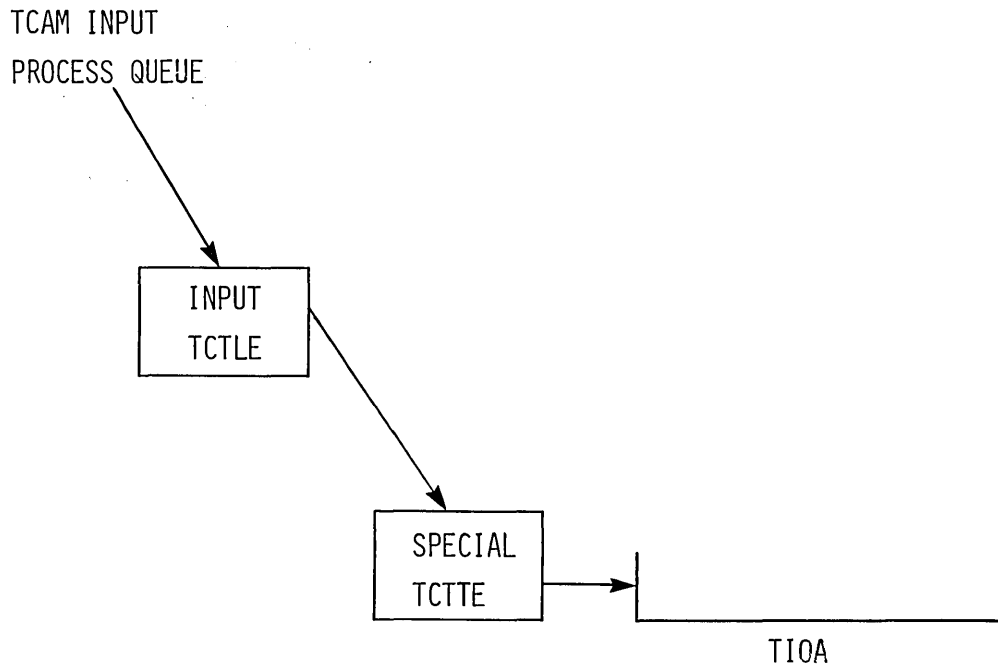 TCAM INPUT
PROCESS QUEUE
INPUT
TCTLE
SPECIAL
TCTTE
TIOA